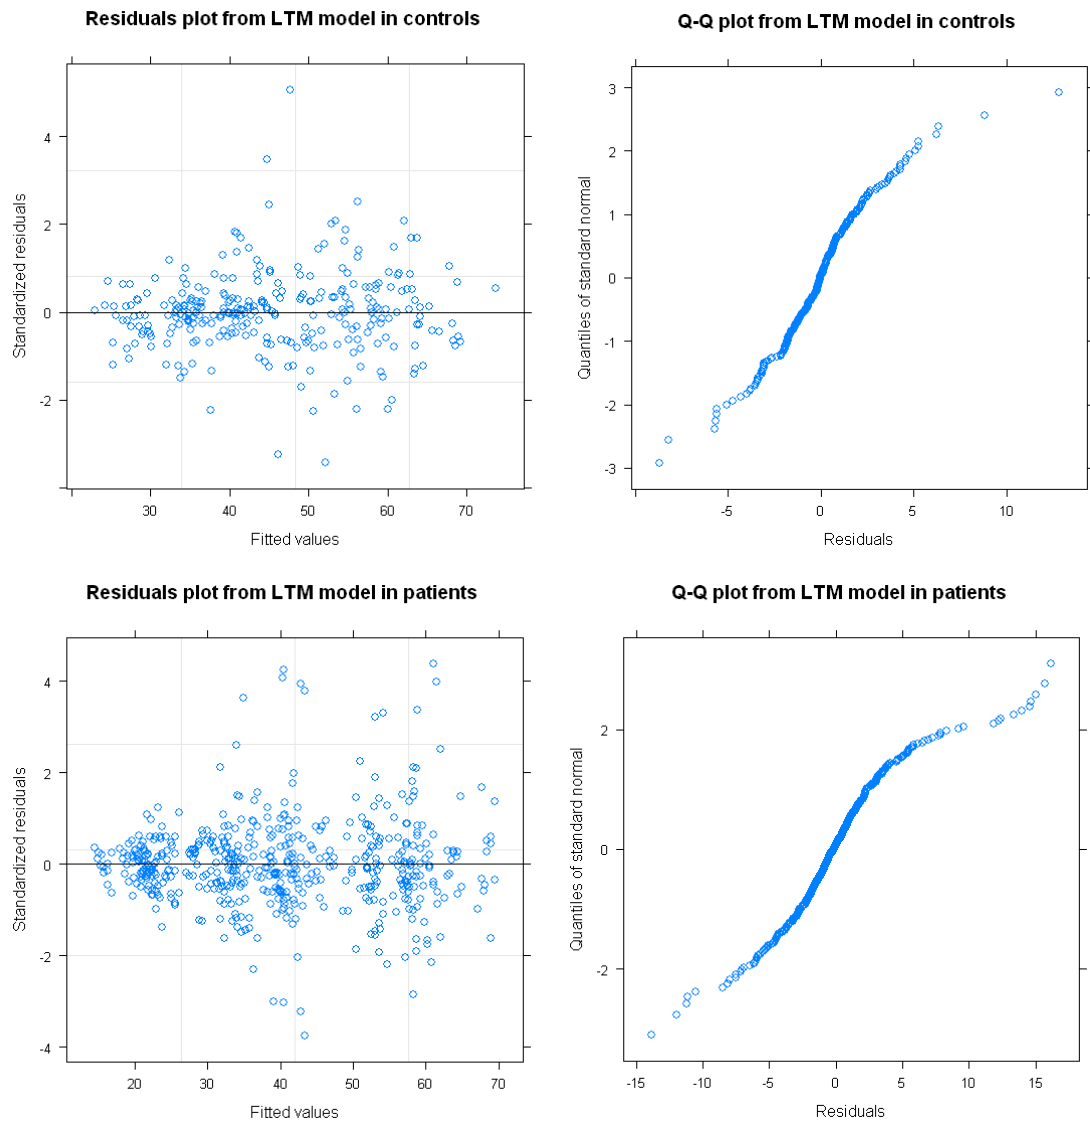 Residuals plot from LTM model in controls
Standardized residuals
4
2
0
-2
30 40 50 60 70
Fitted values
Q-Q plot from LTM model in controls
Quantiles of standard normal
3
2
1
0
-1
-2
-3
-5 0 5 10
Residuals
Residuals plot from LTM model in patients
Standardized residuals
4
2
0
-2
-4
20 30 40 50 60 70
Fitted values
Q-Q plot from LTM model in patients
Quantiles of standard normal
2
0
-2
-15 -10 -5 0 5 10 15
Residuals